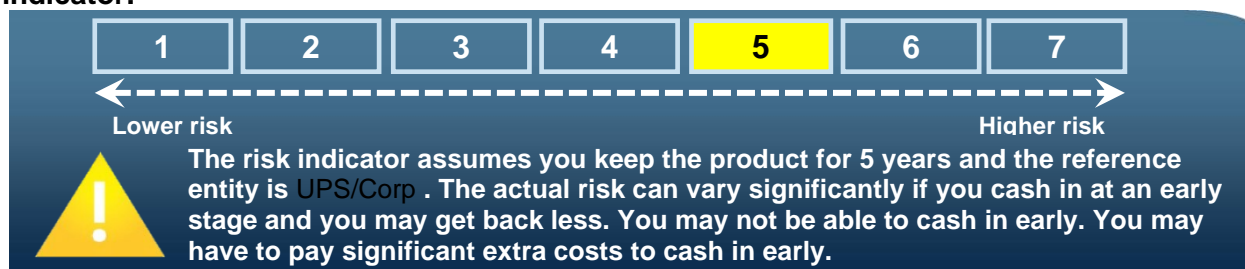 indicator:
1 2 3 4 5 6 7
Lower risk Higher risk
The risk indicator assumes you keep the product for 5 years and the reference
entity is UPS/Corp . The actual risk can vary significantly if you cash in at an early
stage and you may get back less. You may not be able to cash in early. You may
have to pay significant extra costs to cash in early.